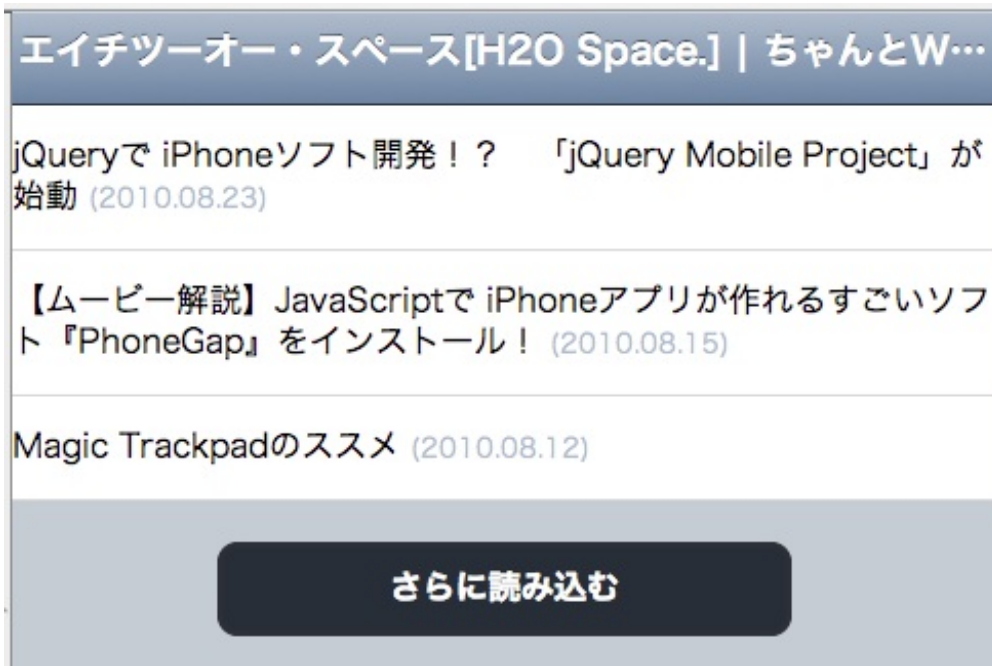 エイチツーオー・スペース[H2O Space.] | ちゃんとW…
jQueryで iPhoneソフト開発！？　「jQuery Mobile Project」が
始動 (2010.08.23)
【ムービー解説】JavaScriptで iPhoneアプリが作れるすごいソフ
ト『PhoneGap』をインストール！ (2010.08.15)
Magic Trackpadのススメ (2010.08.12)
さらに読み込む